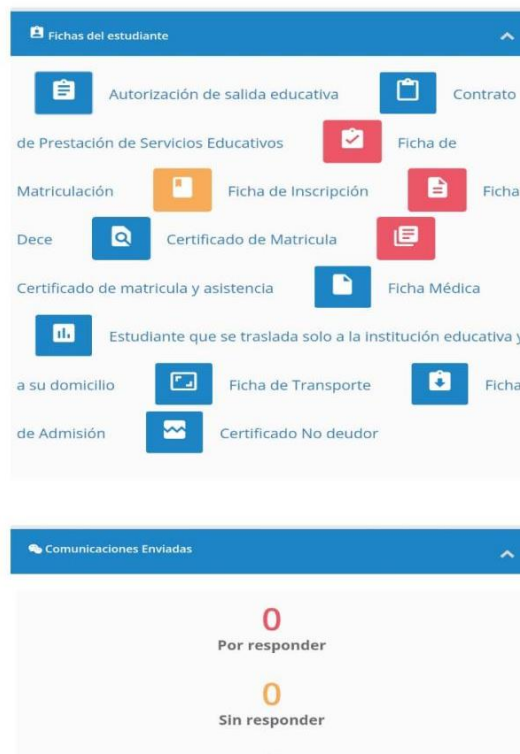 Fichas del estudiante
Autorización de salida educativa Contrato
de Prestación de Servicios Educativos Ficha de
Matriculación Ficha de Inscripción Ficha
Dece Certificado de Matricula
Certificado de matricula y asistencia Ficha Médica
Estudiante que se traslada solo a la institución educativa y
a su domicilio Ficha de Transporte Ficha
de Admisión Certificado No deudor
Comunicaciones Enviadas
0
Por responder
0
Sin responder